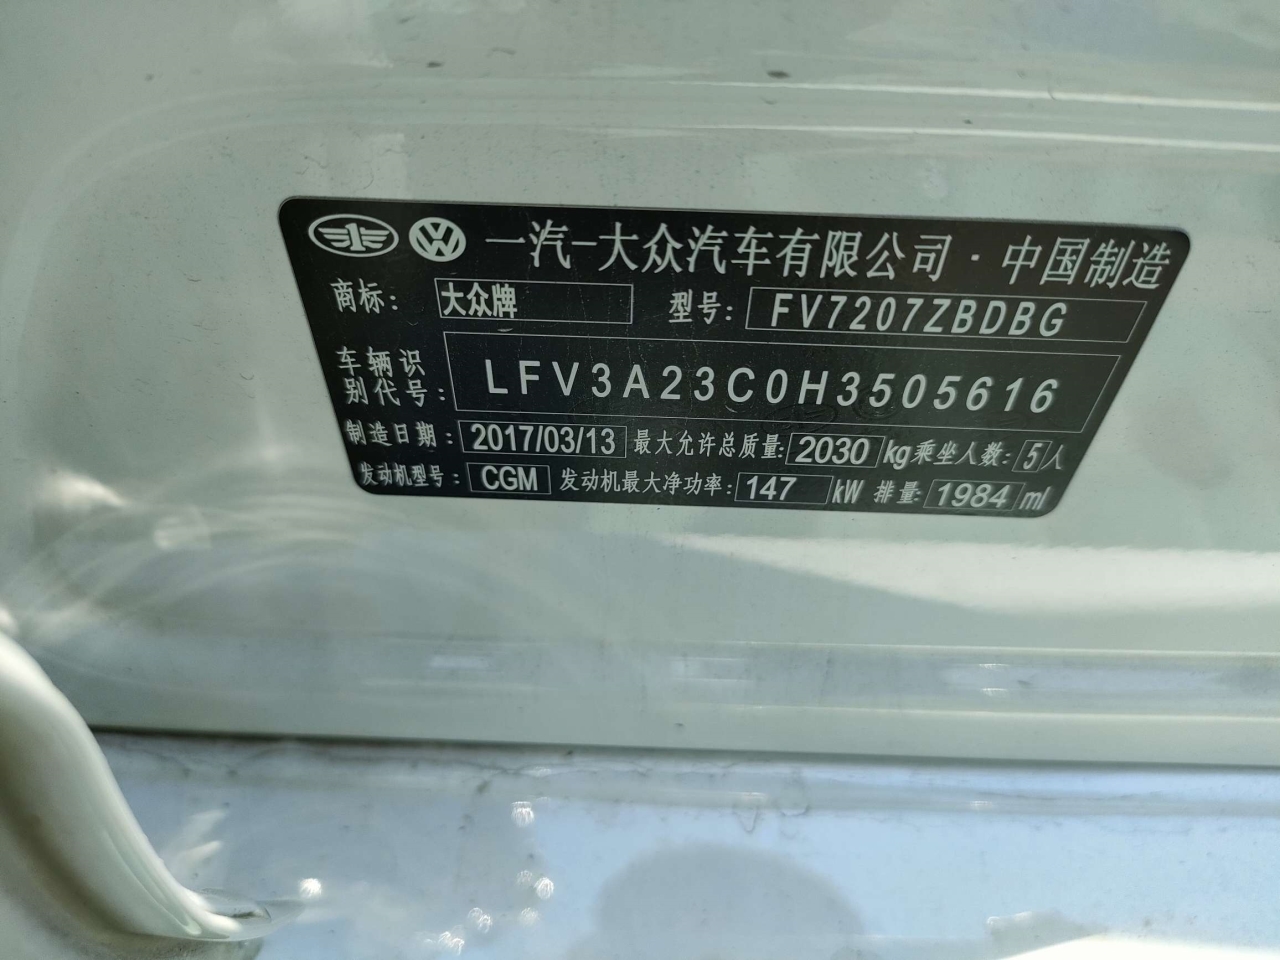 一汽-大众汽车有限公司·中国制造
商标: 大众牌 型号: FV7207ZBDBG
车辆识别代号: LFV3A23C0H3505616
制造日期: 2017/03/13 最大允许总质量: 2030 kg 乘坐人数: 5 人
发动机型号: CGM 发动机最大净功率: 147 kW 排量: 1984 ml